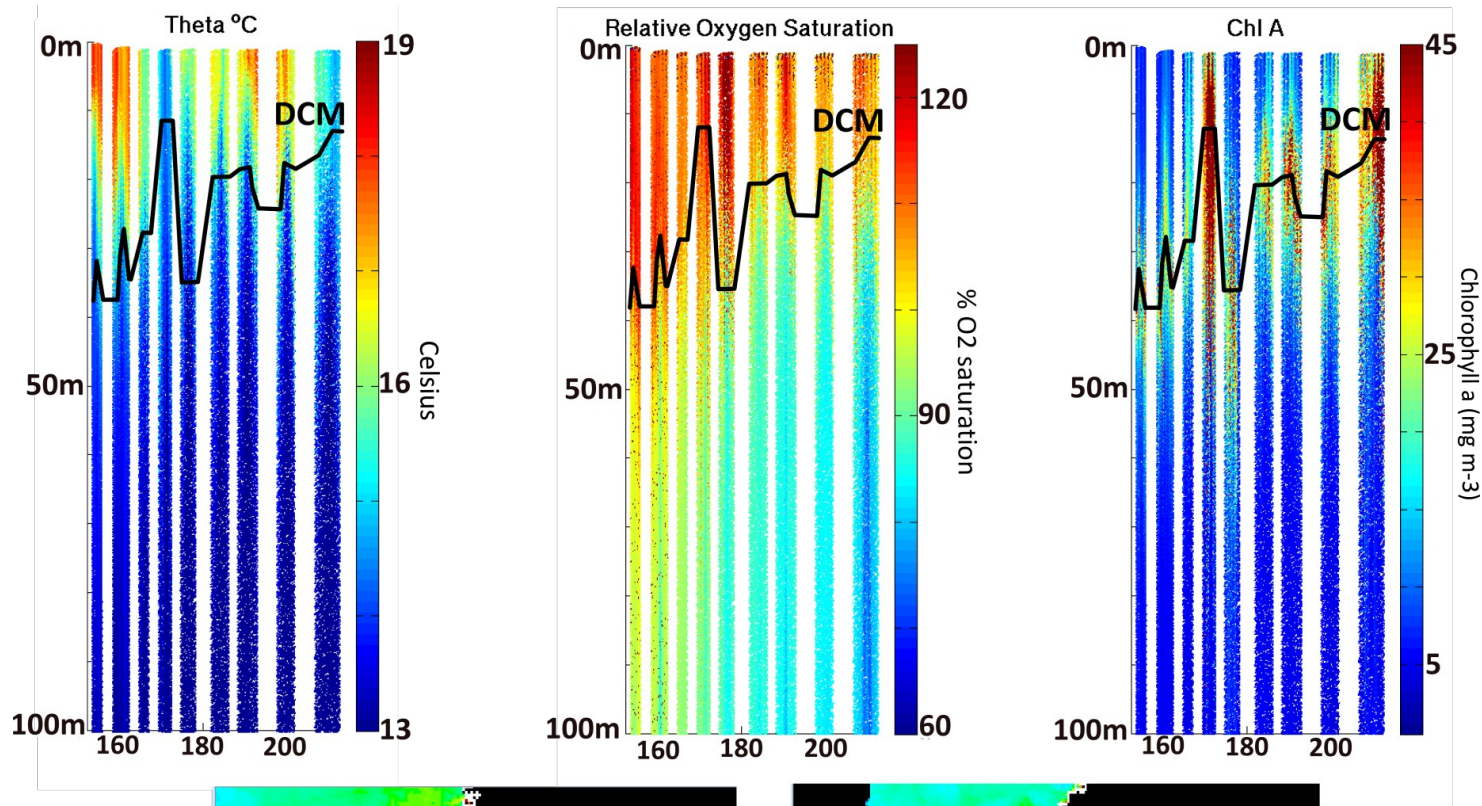 Theta °C
0m
50m
100m
DCM
160
180
200
19
16
13
Celsius
Relative Oxygen Saturation
0m
50m
100m
DCM
160
180
200
120
90
60
% O2 saturation
Chl A
0m
50m
100m
DCM
160
180
200
45
25
5
Chlorophyll a (mg m-3)